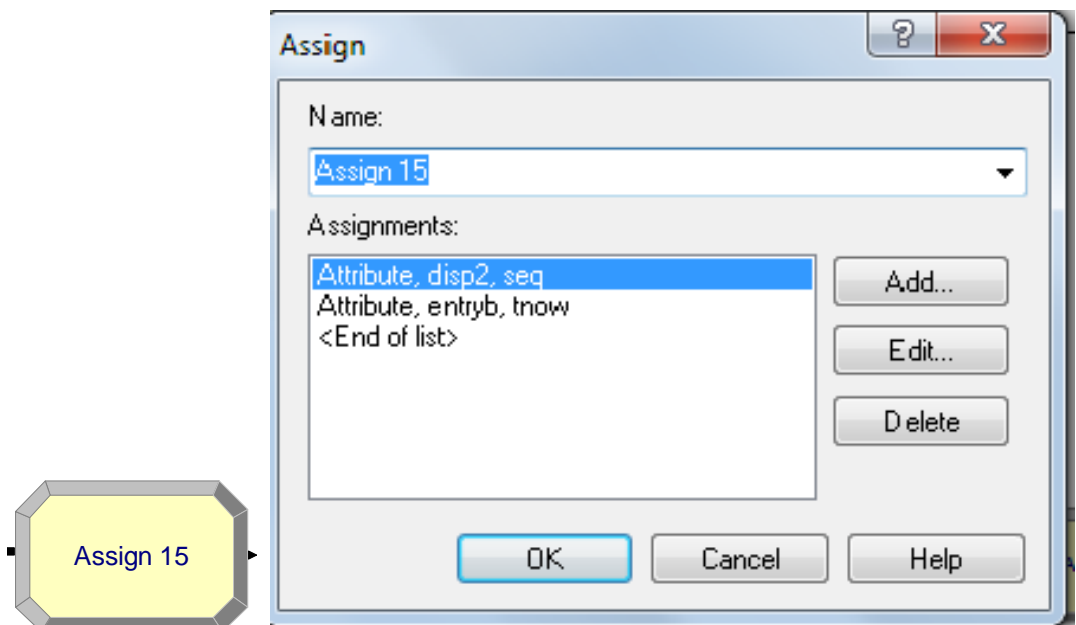 Assign
Name:
Assign 15
Assignments:
Attribute, disp2, seq
Attribute, entryb, tnow
<End of list>
Add...
Edit...
Delete
OK
Cancel
Help
Assign 15